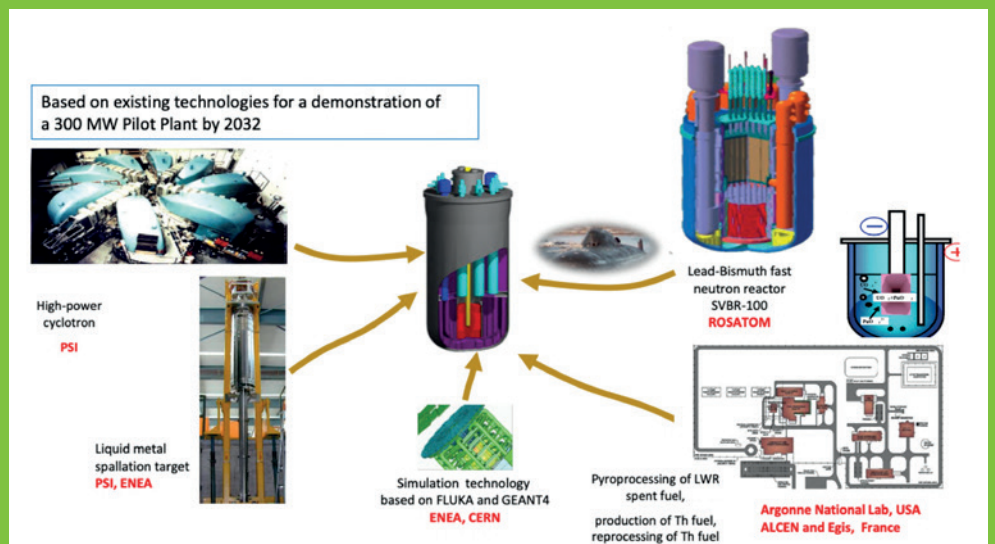 Based on existing technologies for a demonstration of
a 300 MW Pilot Plant by 2032
High-power
cyclotron
PSI
Liquid metal
spallation target
PSI, ENEA
Simulation technology
based on FLUKA and GEANT4
ENEA, CERN
Lead-Bismuth fast
neutron reactor
SVBR-100
ROSATOM
Pyroprocessing of LWR
spent fuel,
production of Th fuel,
reprocessing of Th fuel
Argonne National Lab, USA
ALCEN and Egis, France